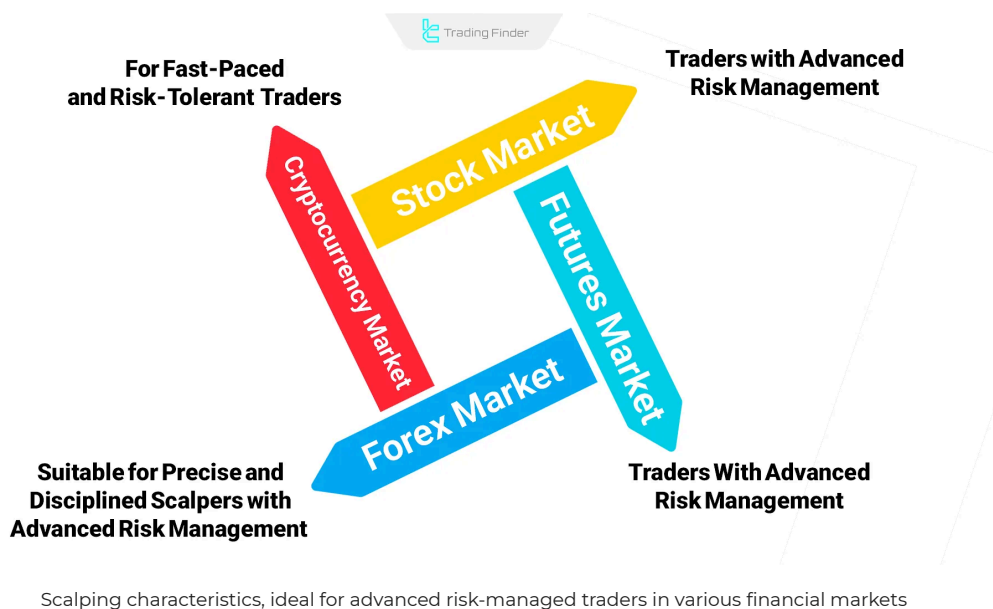 Trading Finder
For Fast-Paced
and Risk-Tolerant Traders
Traders with Advanced
Risk Management
Stock Market
Cryptocurrency Market
Futures Market
Forex Market
Suitable for Precise and
Disciplined Scalpers with
Advanced Risk Management
Traders With Advanced
Risk Management
Scalping characteristics, ideal for advanced risk-managed traders in various financial markets